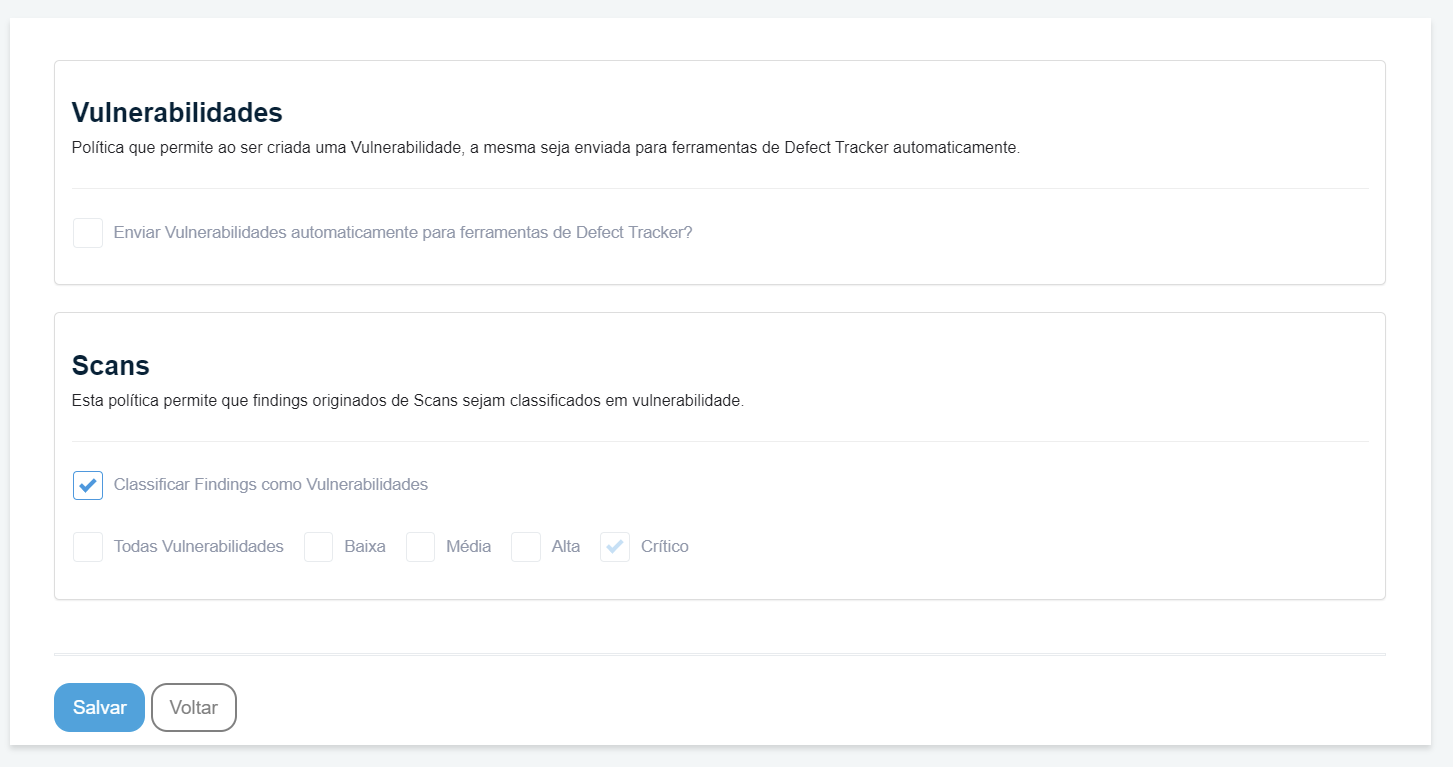 Vulnerabilidades
Política que permite ao ser criada uma Vulnerabilidade, a mesma seja enviada para ferramentas de Defect Tracker automaticamente.
Enviar Vulnerabilidades automaticamente para ferramentas de Defect Tracker?
Scans
Esta política permite que findings originados de Scans sejam classificados em vulnerabilidade.
Classificar Findings como Vulnerabilidades
Todas Vulnerabilidades Baixa Média Alta Crítico
Salvar Voltar